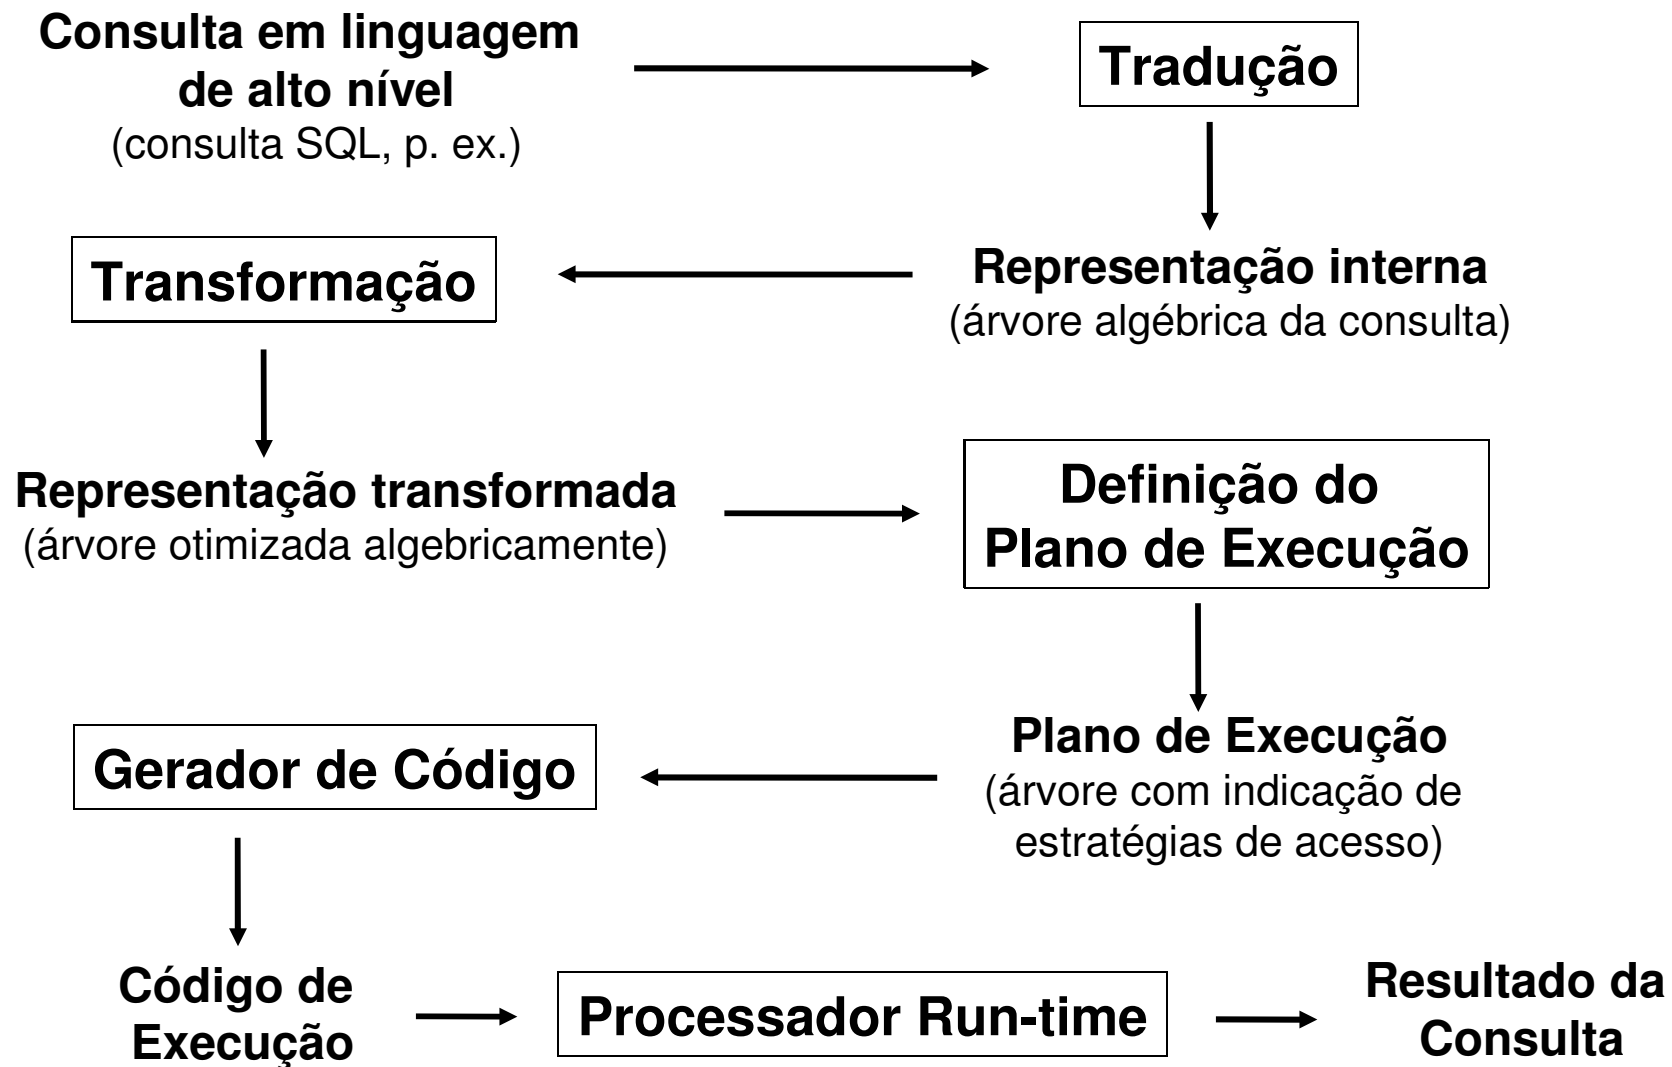 Consulta em linguagem
de alto nível
(consulta SQL, p. ex.)
Tradução
Representação interna
(árvore algébrica da consulta)
Transformação
Representação transformada
(árvore otimizada algebricamente)
Definição do
Plano de Execução
Plano de Execução
(árvore com indicação de
estratégias de acesso)
Gerador de Código
Código de
Execução
Processador Run-time
Resultado da
Consulta